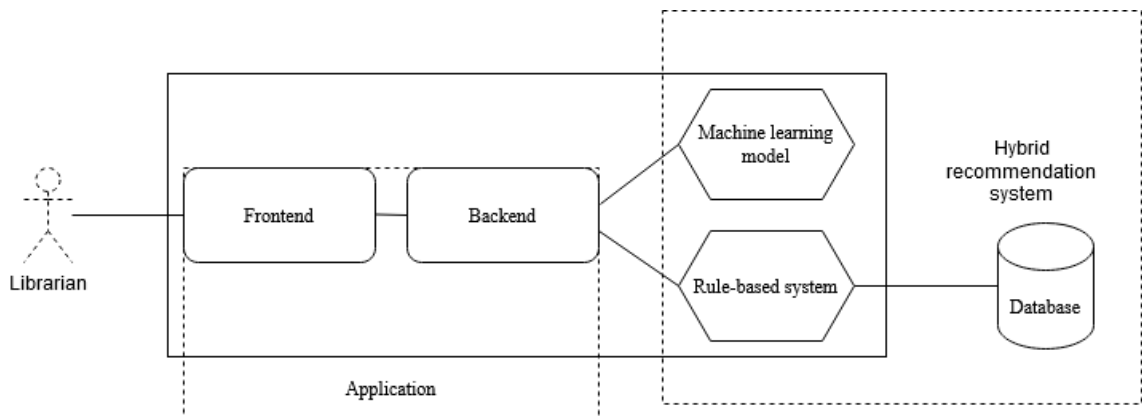 Librarian
Frontend
Backend
Machine learning
model
Rule-based system
Hybrid
recommendation
system
Database
Application